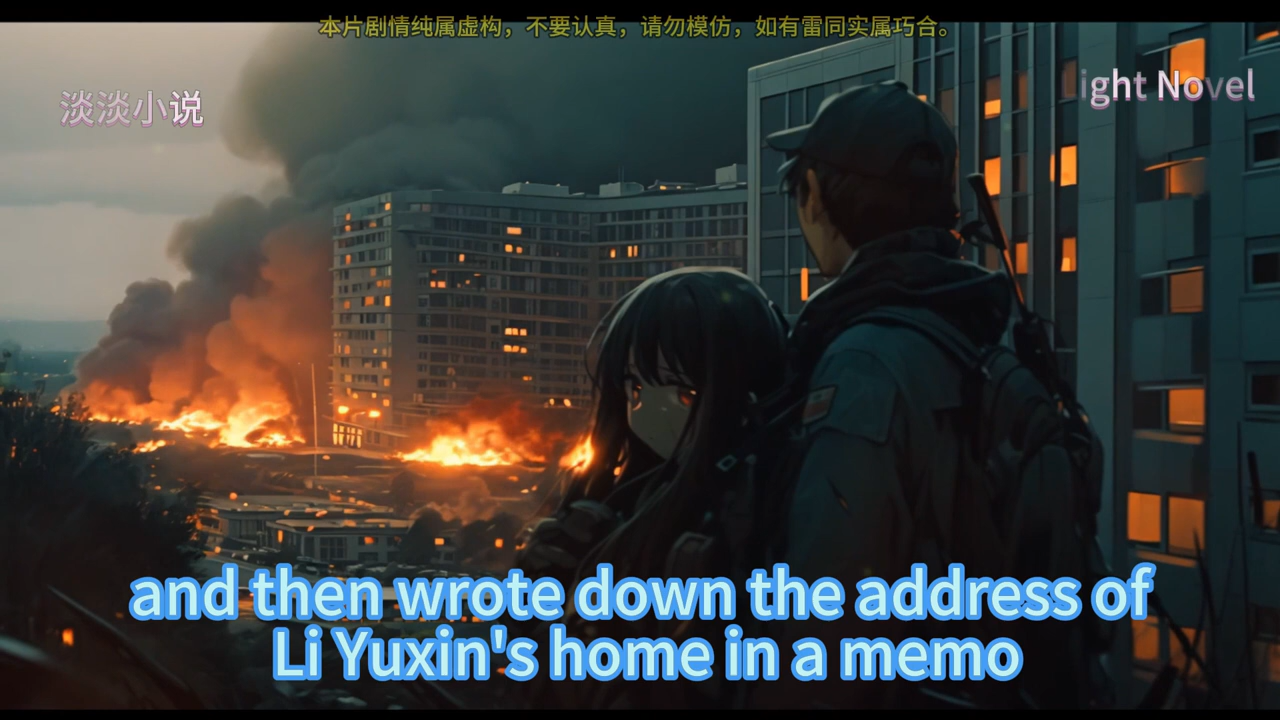 本片剧情纯属虚构，不要认真，请勿模仿，如有雷同实属巧合。
淡淡小说
ight Novel
and then wrote down the address of
Li Yuxin's home in a memo